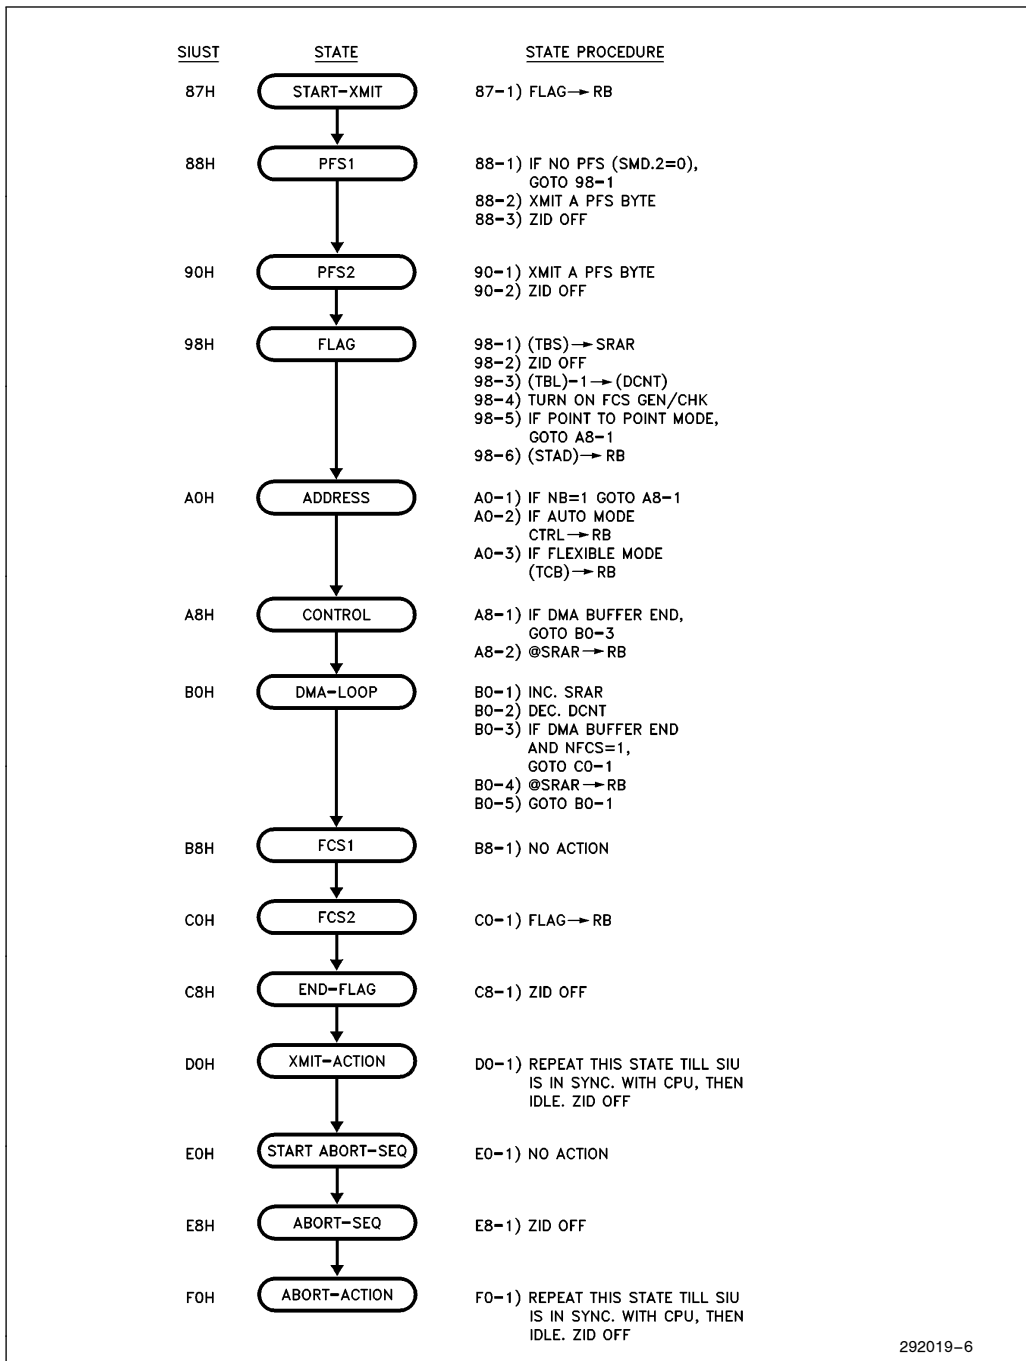 SIUST STATE STATE PROCEDURE
87H START-XMIT 87-1) FLAG→RB
88H PFS1 88-1) IF NO PFS (SMD.2=0),
GOTO 98-1
88-2) XMIT A PFS BYTE
88-3) ZID OFF
90H PFS2 90-1) XMIT A PFS BYTE
90-2) ZID OFF
98H FLAG 98-1) (TBS)→SRAR
98-2) ZID OFF
98-3) (TBL)-1→(DCNT)
98-4) TURN ON FCS GEN/CHK
98-5) IF POINT TO POINT MODE,
GOTO A8-1
98-6) (STAD)→RB
A0H ADDRESS A0-1) IF NB=1 GOTO A8-1
A0-2) IF AUTO MODE
CTRL→RB
A0-3) IF FLEXIBLE MODE
(TCB)→RB
A8H CONTROL A8-1) IF DMA BUFFER END,
GOTO B0-3
A8-2) @SRAR→RB
B0H DMA-LOOP B0-1) INC. SRAR
B0-2) DEC. DCNT
B0-3) IF DMA BUFFER END
AND NFCS=1,
GOTO C0-1
B0-4) @SRAR→RB
B0-5) GOTO B0-1
B8H FCS1 B8-1) NO ACTION
C0H FCS2 C0-1) FLAG→RB
C8H END-FLAG C8-1) ZID OFF
D0H XMIT-ACTION D0-1) REPEAT THIS STATE TILL SIU
IS IN SYNC. WITH CPU, THEN
IDLE. ZID OFF
E0H START ABORT-SEQ E0-1) NO ACTION
E8H ABORT-SEQ E8-1) ZID OFF
F0H ABORT-ACTION F0-1) REPEAT THIS STATE TILL SIU
IS IN SYNC. WITH CPU, THEN
IDLE. ZID OFF
292019-6